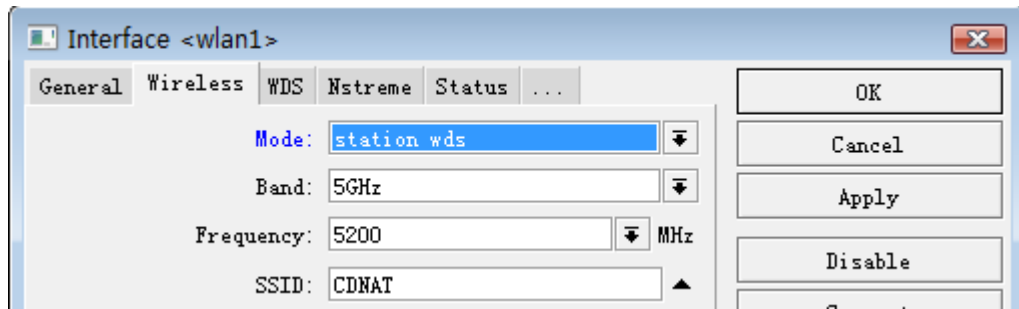 Interface <wlan1>
General Wireless WDS Nstreme Status ...
OK
Mode: station wds
Cancel
Band: 5GHz
Apply
Frequency: 5200 MHz
Disable
SSID: CDNAT